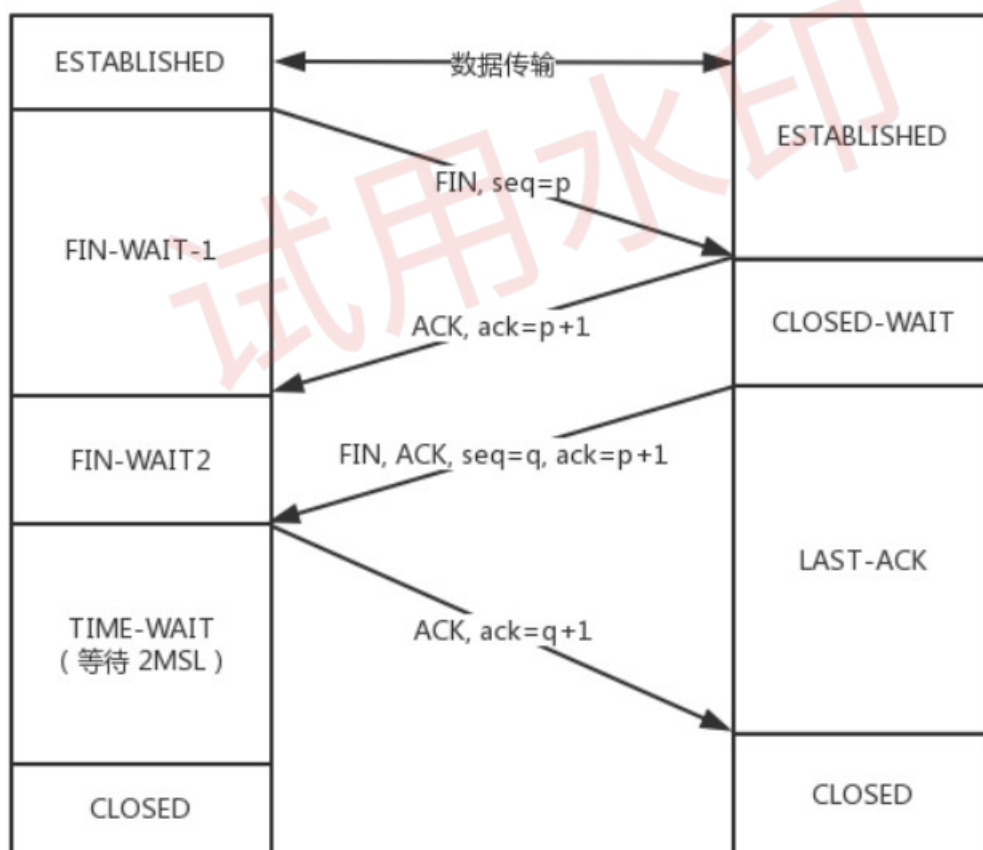 ESTABLISHED
数据传输
ESTABLISHED
FIN, seq=p
FIN-WAIT-1
ACK, ack=p+1
CLOSED-WAIT
FIN-WAIT2
FIN, ACK, seq=q, ack=p+1
LAST-ACK
TIME-WAIT
（等待 2MSL）
ACK, ack=q+1
CLOSED
CLOSED
试用水印